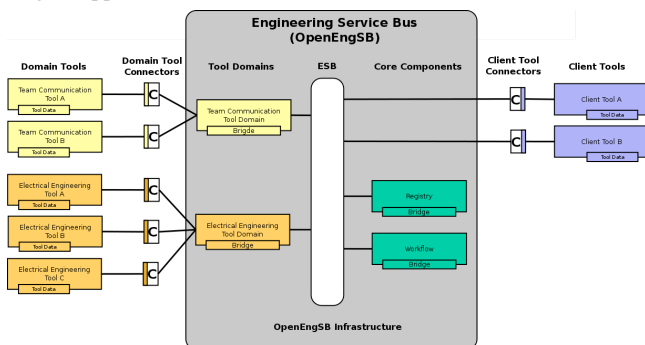 Engineering Service Bus
(OpenEngSB)
Domain Tools
Domain Tool
Connectors
Tool Domains
ESB
Core Components
Client Tool
Connectors
Client Tools
Team Communication
Tool A
Tool Data
C
Team Communication
Tool B
Tool Data
C
Team Communication
Tool Domain
Brigde
C
Client Tool A
Tool Data
C
Client Tool B
Tool Data
Electrical Engineering
Tool A
Tool Data
C
Electrical Engineering
Tool B
Tool Data
C
Electrical Engineering
Tool C
Tool Data
C
Electrical Engineering
Tool Domain
Bridge
Registry
Bridge
Workflow
Bridge
OpenEngSB Infrastructure